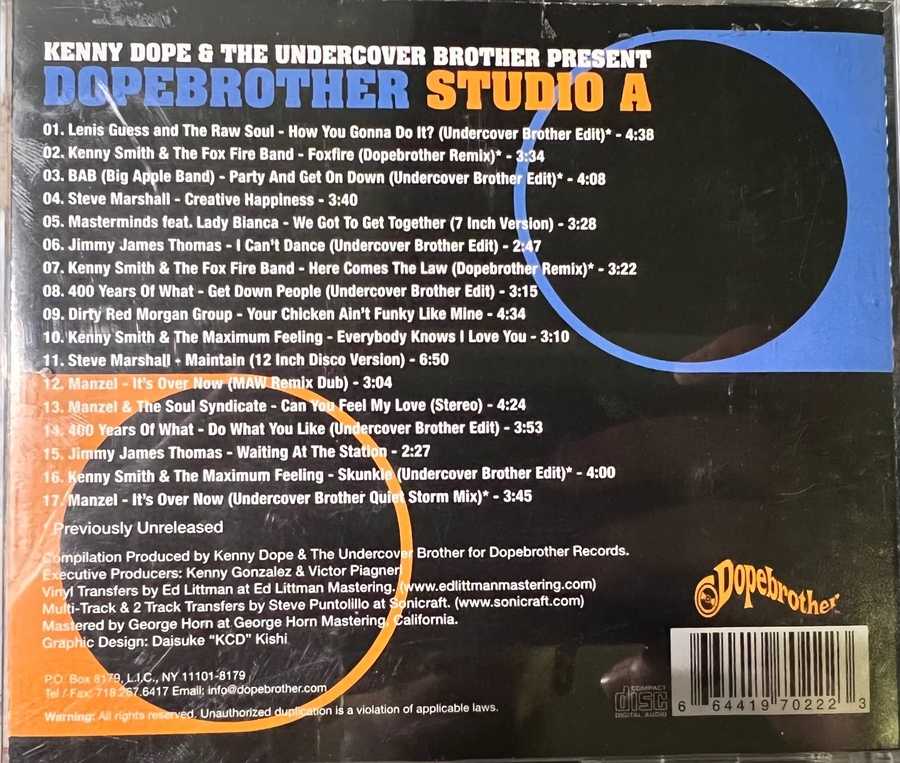 KENNY DOPE & THE UNDERCOVER BROTHER PRESENT
DOPEBROTHER STUDIO A
01. Lenis Guess and The Raw Soul - How You Gonna Do It? (Undercover Brother Edit)* - 4:38
02. Kenny Smith & The Fox Fire Band - Foxfire (Dopebrother Remix)* - 3:34
03. BAB (Big Apple Band) - Party And Get On Down (Undercover Brother Edit)* - 4:08
04. Steve Marshall - Creative Happiness - 3:40
05. Masterminds feat. Lady Bianca - We Got To Get Together (7 Inch Version) - 3:28
06. Jimmy James Thomas - I Can't Dance (Undercover Brother Edit) - 2:47
07. Kenny Smith & The Fox Fire Band - Here Comes The Law (Dopebrother Remix)* - 3:22
08. 400 Years Of What - Get Down People (Undercover Brother Edit) - 3:15
09. Dirty Red Morgan Group - Your Chicken Ain't Funky Like Mine - 4:34
10. Kenny Smith & The Maximum Feeling - Everybody Knows I Love You - 3:10
11. Steve Marshall - Maintain (12 Inch Disco Version) - 6:50
12. Manzel - It's Over Now (MAW Remix Dub) - 3:04
13. Manzel & The Soul Syndicate - Can You Feel My Love (Stereo) - 4:24
14. 400 Years Of What - Do What You Like (Undercover Brother Edit) - 3:53
15. Jimmy James Thomas - Waiting At The Station - 2:27
16. Kenny Smith & The Maximum Feeling - Skunkie (Undercover Brother Edit)* - 4:00
17. Manzel - It's Over Now (Undercover Brother Quiet Storm Mix)* - 3:45
* Previously Unreleased
Compilation Produced by Kenny Dope & The Undercover Brother for Dopebrother Records.
Executive Producers: Kenny Gonzalez & Victor Piagneri
Vinyl Transfers by Ed Littman at Ed Littman Mastering. (www.edlittmanmastering.com)
Multi-Track & 2 Track Transfers by Steve Puntolillo at Sonicraft. (www.sonicraft.com)
Mastered by George Horn at George Horn Mastering, California.
Graphic Design: Daisuke "KCD" Kishi
P.O. Box 8179, L.I.C., NY 11101-8179
Tel / Fax: 718.267.6417 Email: info@dopebrother.com
Warning: All rights reserved. Unauthorized duplication is a violation of applicable laws.
Dopebrother
COMPACT
disc
DIGITAL AUDIO
6 64419 70222 3